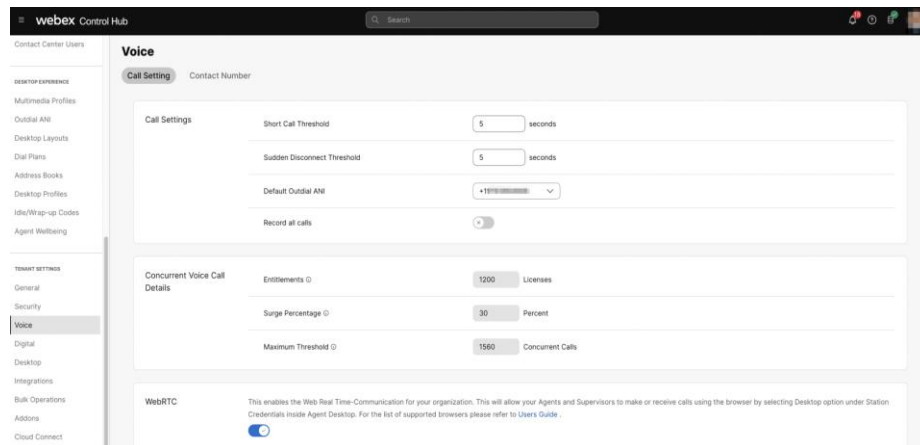 webex Control Hub
Search
Contact Center Users
DESKTOP EXPERIENCE
Multimedia Profiles
Outdial ANI
Desktop Layouts
Dial Plans
Address Books
Desktop Profiles
Idle/Wrap-up Codes
Agent Wellbeing
TENANT SETTINGS
General
Security
Voice
Digital
Desktop
Integrations
Bulk Operations
Addons
Cloud Connect
Voice
Call Setting Contact Number
Call Settings
Short Call Threshold 5 seconds
Sudden Disconnect Threshold 5 seconds
Default Outdial ANI
Record all calls
Concurrent Voice Call
Details
Entitlements 1200 Licenses
Surge Percentage 30 Percent
Maximum Threshold 1560 Concurrent Calls
WebRTC
This enables the Web Real Time-Communication for your organization. This will allow your Agents and Supervisors to make or receive calls using the browser by selecting Desktop option under Station
Credentials inside Agent Desktop. For the list of supported browsers please refer to Users Guide .